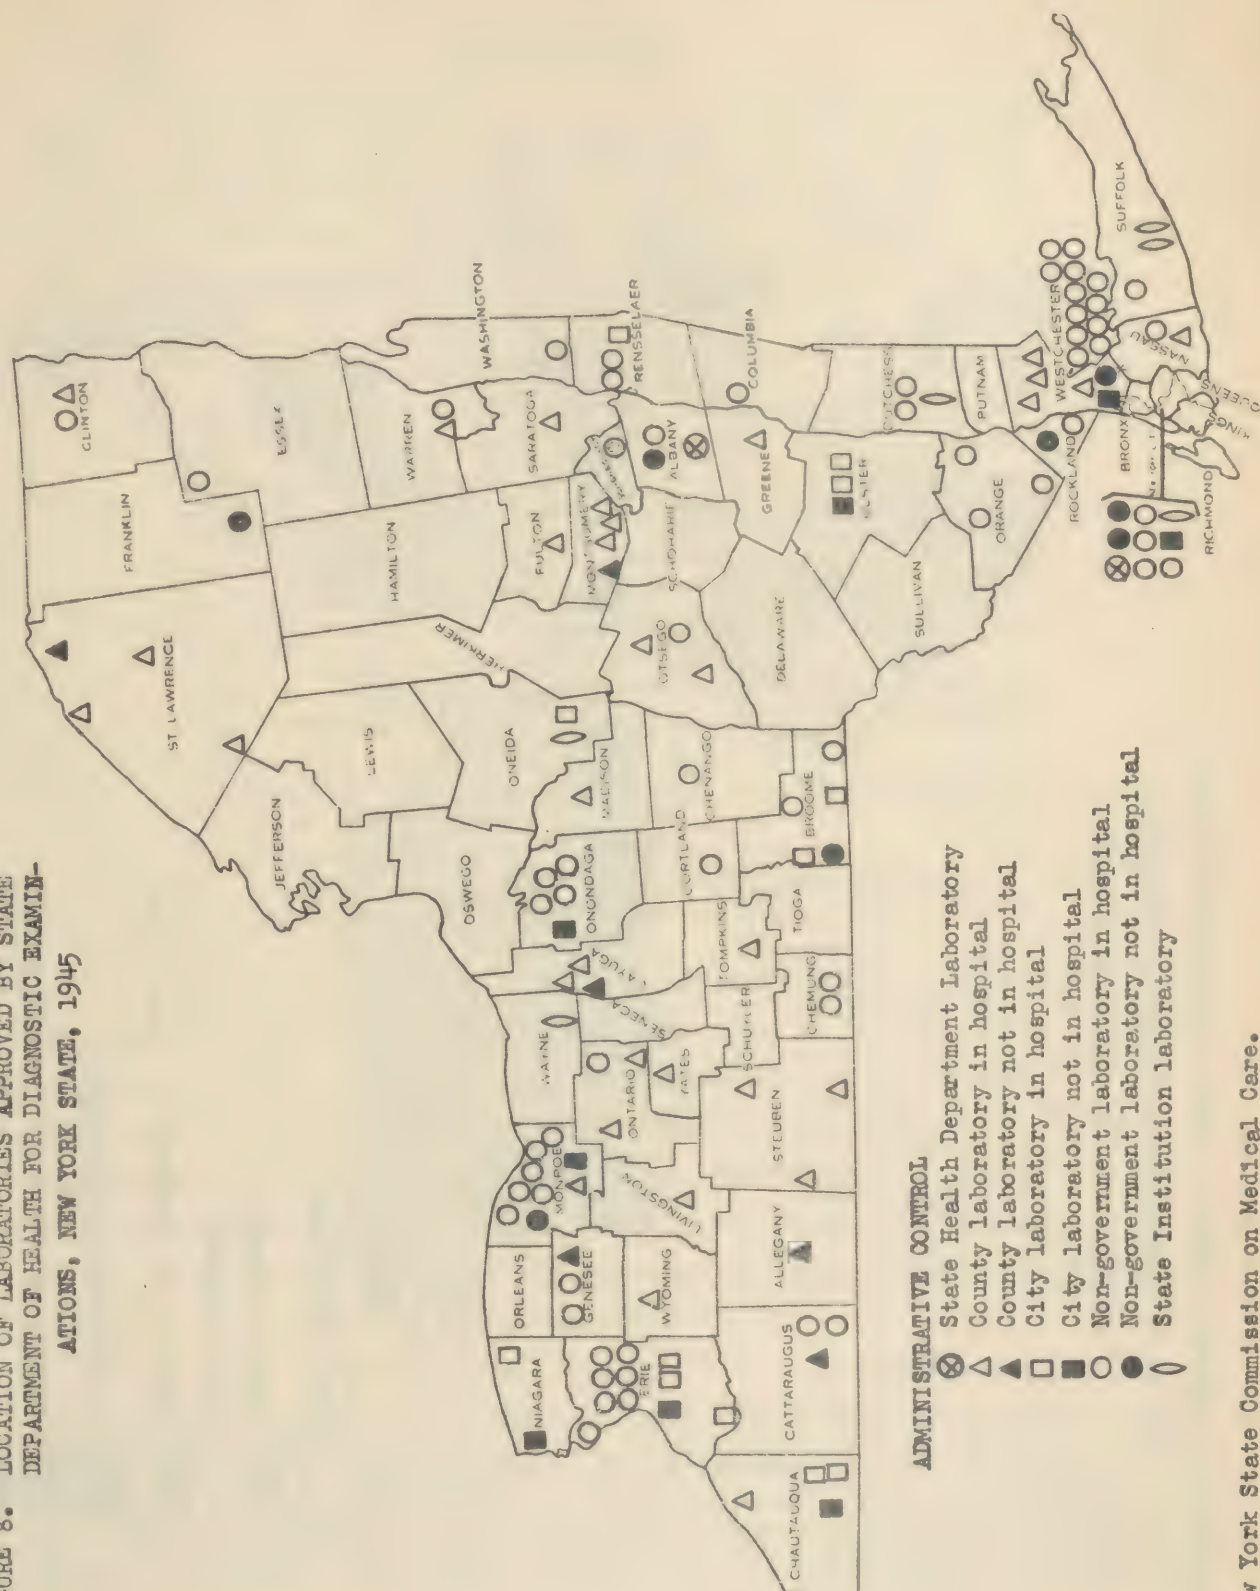 8. LOCATION OF LABORATORIES APPROVED BY STATE
DEPARTMENT OF HEALTH FOR DIAGNOSTIC EXAMIN-
ATIONS, NEW YORK STATE, 1945
CLINTON
FRANKLIN
ST LAWRENCE
ESSEX
JEFFERSON
LEWIS
HAMILTON
WARREN
WASHINGTON
HERKIMER
OSWEGO
ONEIDA
FULTON
SARATOGA
NIAGARA
ORLEANS
MONROE
WAYNE
CAYUGA
ONONDAGA
MADISON
MONTGOMERY
RENSSELAER
ALBANY
SCHOHARIE
OTSEGO
ERIE
GENESEE
WYOMING
LIVINGSTON
ONTARIO
SENECA
YATES
CORTLAND
CHENANGO
COLUMBIA
GREENE
DELAWARE
ULSTER
DUTCHESS
CHAUTAUQUA
CATTARAUGUS
ALLEGANY
STEUBEN
SCHUYLER
CHEMUNG
TOMPKINS
TIOGA
BROOME
SULLIVAN
ORANGE
PUTNAM
ROCKLAND
WESTCHESTER
BRONX
RICHMOND
KINGS
QUEENS
NASSAU
SUFFOLK
ADMINISTRATIVE CONTROL
State Health Department Laboratory
County laboratory in hospital
County laboratory not in hospital
City laboratory in hospital
City laboratory not in hospital
Non-government laboratory in hospital
Non-government laboratory not in hospital
State Institution laboratory
York State Commission on Medical Care.